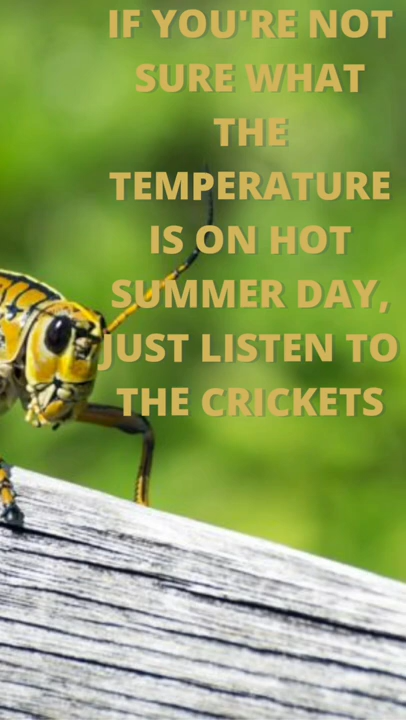 IF YOU'RE NOT
SURE WHAT
THE
TEMPERATURE
IS ON HOT
SUMMER DAY,
JUST LISTEN TO
THE CRICKETS